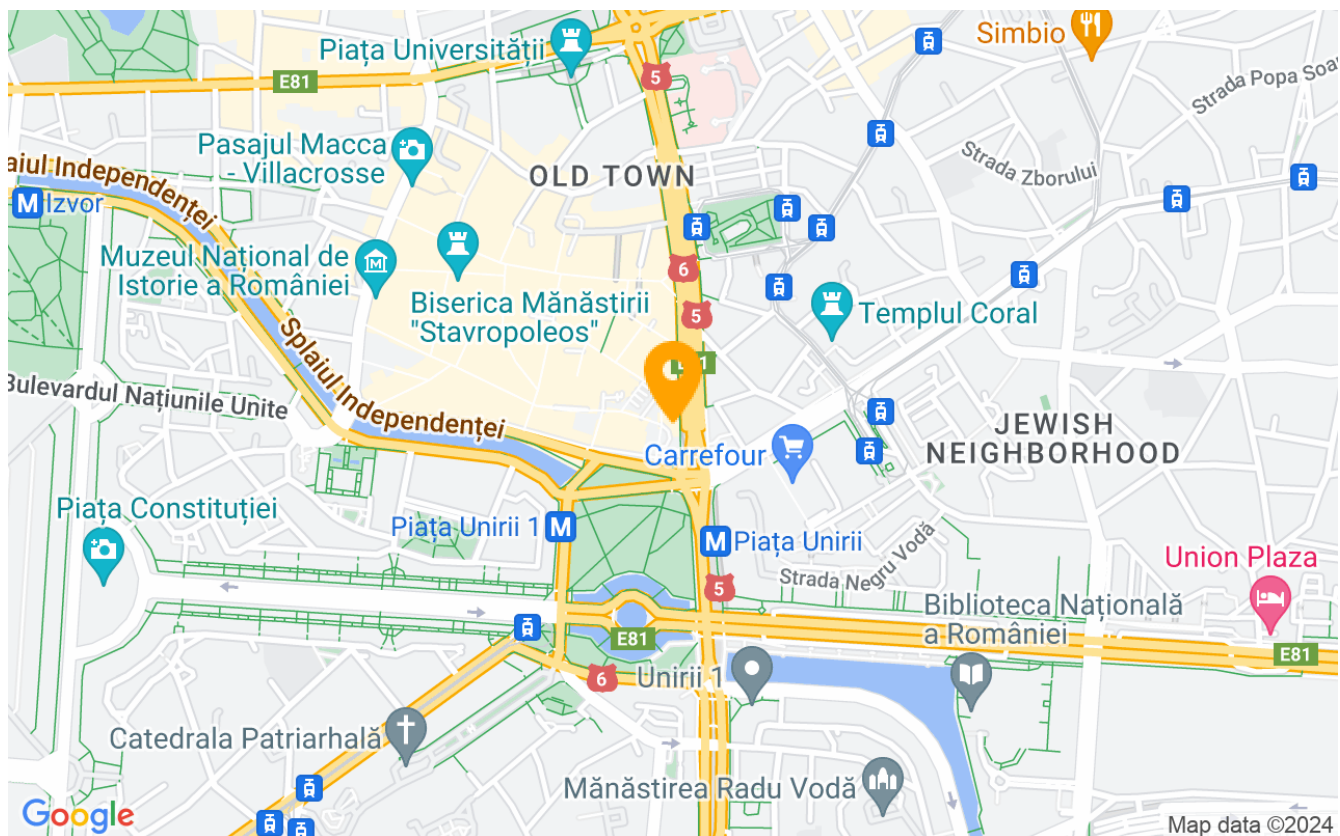 Simbio
Piața Universității
5
E81
Strada Popa Soar
Pasajul Macca
- Villacrosse
OLD TOWN
Strada Zborului
aiul Independenței
M Izvor
Muzeul Național de
Istorie a României
6
Biserica Mănăstirii
"Stavropoleos"
5
Templul Coral
Splaiul Independenței
Bulevardul Națiunile Unite
JEWISH
NEIGHBORHOOD
Carrefour
Piața Constituției
Piața Unirii 1 M
M Piața Unirii
Strada Negru Vodă
Union Plaza
5
Biblioteca Națională
a României
E81
E81
6
Unirii 1
Catedrala Patriarhală
Mănăstirea Radu Vodă
Google
Map data ©2024